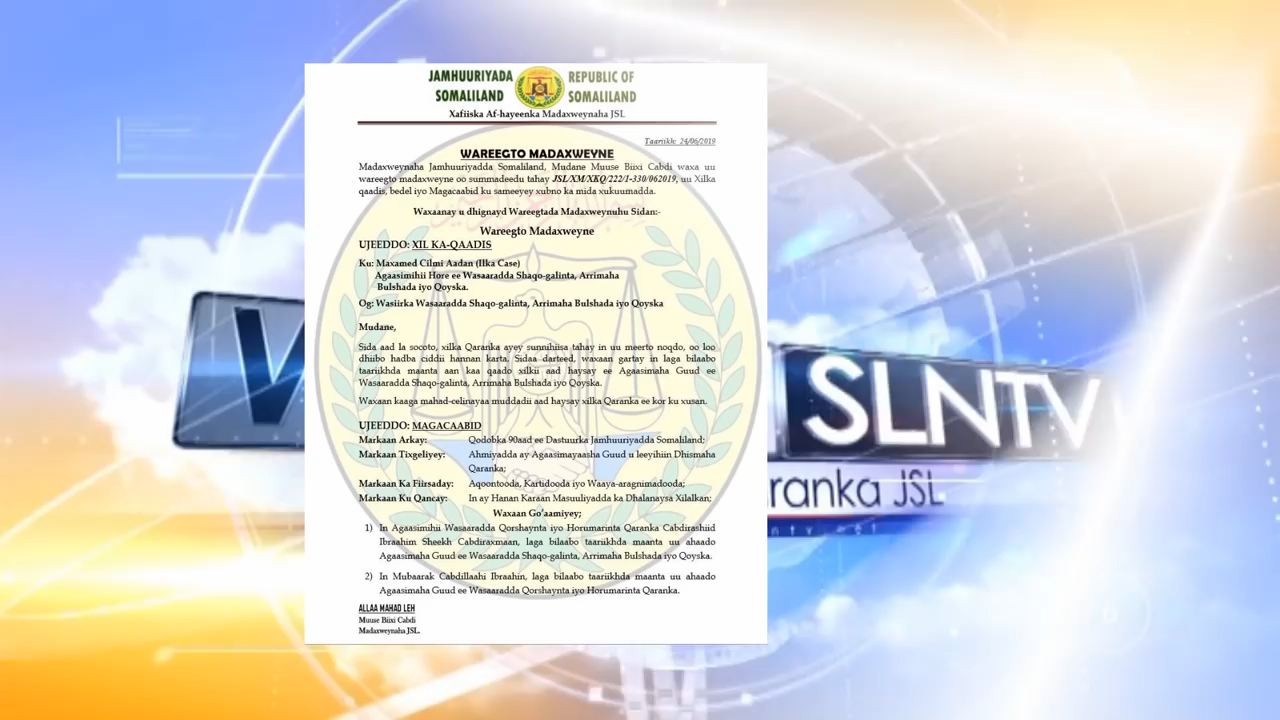 JAMHUURIYADA REPUBLIC OF
SOMALILAND SOMALILAND
Xafiiska Af-hayeenka Madaxweynaha JSL
Taariikh: 24/06/2019
WAREEGTO MADAXWEYNE
Madaxweynaha Jamhuuriyadda Somaliland, Mudane Muuse Biixi Cabdi waxa uu
wareegto madaxweyne oo summadeedu tahay JSL/XM/XKQ/222/1-330/062019, uu Xilka
qaadis, bedel iyo Magacaabid ku sameeyey xubno ka mida xukuumadda.
Waxaanay u dhignayd Wareegtada Madaxweynuhu Sidan:-
Wareegto Madaxweyne
UJEEDDO: XIL KA-QAADIS
Ku: Maxamed Cilmi Aadan (Ilka Case)
Agaasimihii Hore ee Wasaaradda Shaqo-galinta, Arrimaha
Bulshada iyo Qoyska.
Og: Wasiirka Wasaaradda Shaqo-galinta, Arrimaha Bulshada iyo Qoyska
Mudane,
Sida aad la socoto, xilka Qaranka ayey sunnihiisa tahay in uu meerto noqdo, oo loo
dhiibo hadba ciddii hannan karta. Sidaa darteed, waxaan gartay in laga bilaabo
taariikhda maanta aan kaa qaado xilkii aad haysay ee Agaasimaha Guud ee
Wasaaradda Shaqo-galinta, Arrimaha Bulshada iyo Qoyska.
Waxaan kaaga mahad-celinayaa muddadii aad haysay xilka Qaranka ee kor ku xusan.
UJEEDDO: MAGACAABID
Markaan Arkay: Qodobka 90aad ee Dastuurka Jamhuuriyadda Somaliland;
Markaan Tixgeliyey: Ahmiyadda ay Agaasimayaasha Guud u leeyihiin Dhismaha
Qaranka;
Markaan Ka Fiirsaday: Aqoontooda, Kartidooda iyo Waaya-aragnimadooda;
Markaan Ku Qancay: In ay Hanan Karaan Masuuliyadda ka Dhalanaysa Xilalkan;
Waxaan Go'aamiyey;
1) In Agaasimihii Wasaaradda Qorshaynta iyo Horumarinta Qaranka Cabdirashiid
Ibraahim Sheekh Cabdiraxmaan, laga bilaabo taariikhda maanta uu ahaado
Agaasimaha Guud ee Wasaaradda Shaqo-galinta, Arrimaha Bulshada iyo Qoyska.
2) In Mubaarak Cabdillaahi Ibraahin, laga bilaabo taariikhda maanta uu ahaado
Agaasimaha Guud ee Wasaaradda Qorshaynta iyo Horumarinta Qaranka.
ALLAA MAHAD LEH
Muuse Biixi Cabdi
Madaxweynaha JSL.
W
SLNTV
ranka JSL